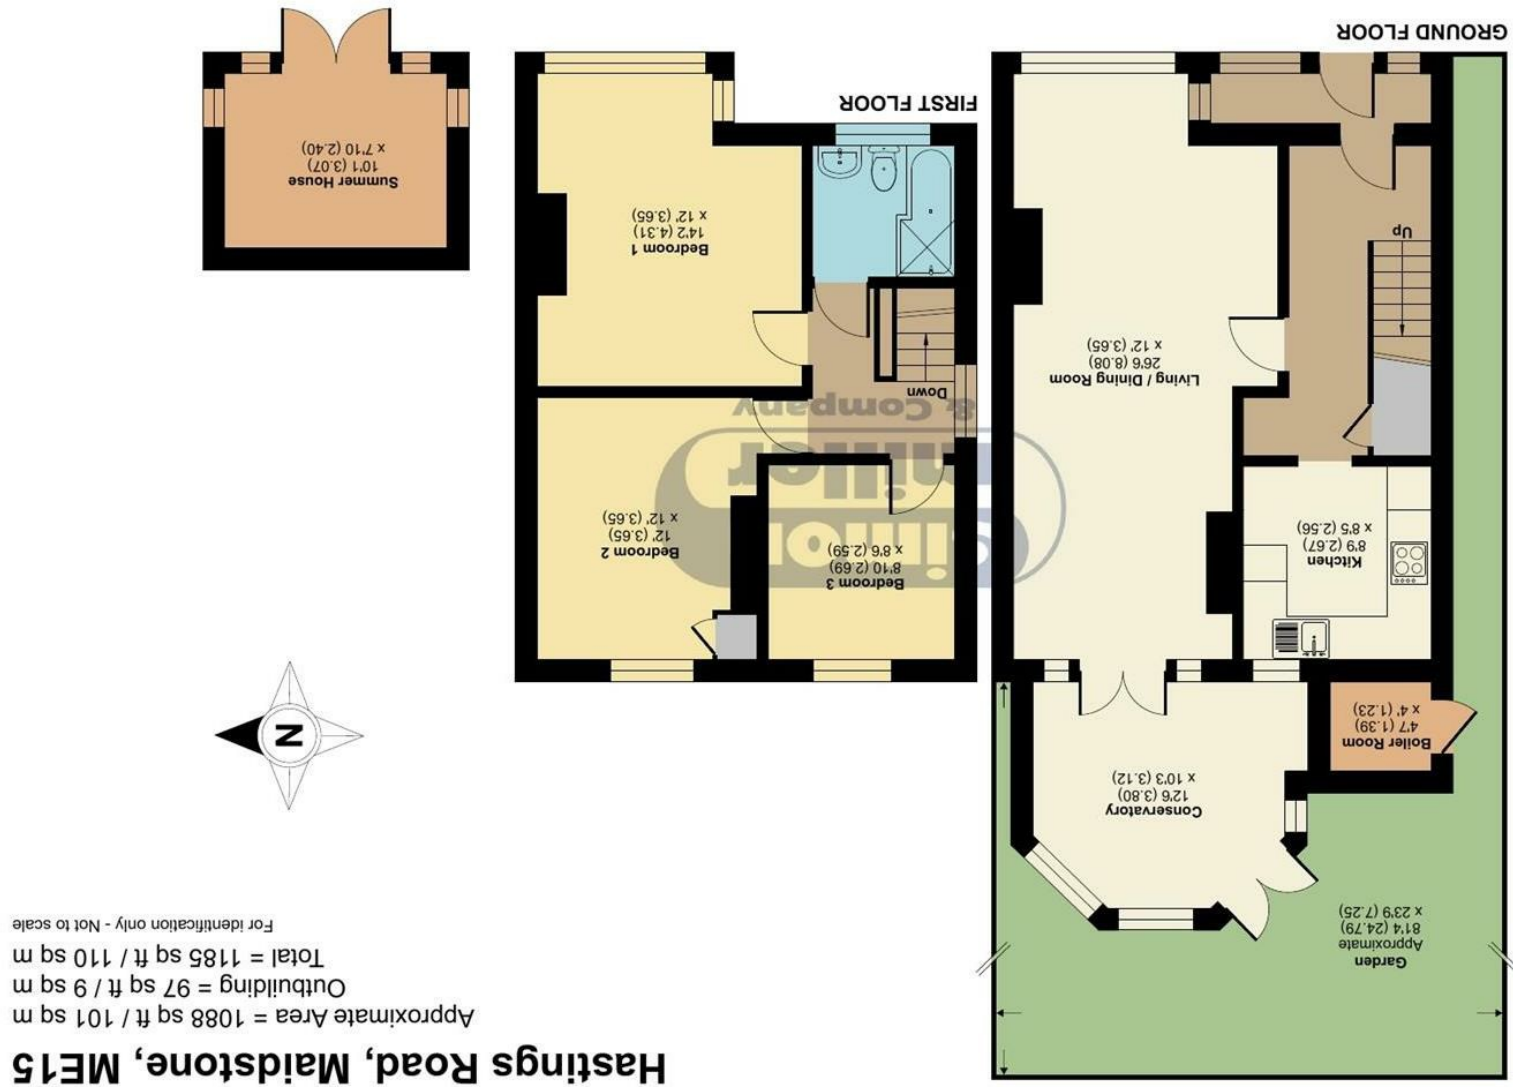 Hastings Road, Maidstone, ME15
Approximate Area = 1088 sq ft / 101 sq m
Outbuilding = 97 sq ft / 9 sq m
Total = 1185 sq ft / 110 sq m
For identification only - Not to scale
Garden
Approximate
81'4 (24.79)
x 23'9 (7.25)
Conservatory
12'6 (3.80)
x 10'3 (3.12)
Boiler Room
4'7 (1.39)
x 4' (1.23)
N
Kitchen
8'9 (2.67)
x 8'5 (2.56)
Living / Dining Room
26'6 (8.08)
x 12' (3.65)
Up
GROUND FLOOR
Bedroom 3
8'10 (2.69)
x 8'6 (2.59)
Bedroom 2
12' (3.65)
x 12' (3.65)
Down
Bedroom 1
14'2 (4.31)
x 12' (3.65)
FIRST FLOOR
Summer House
10'1 (3.07)
x 7'10 (2.40)
miller
& Company